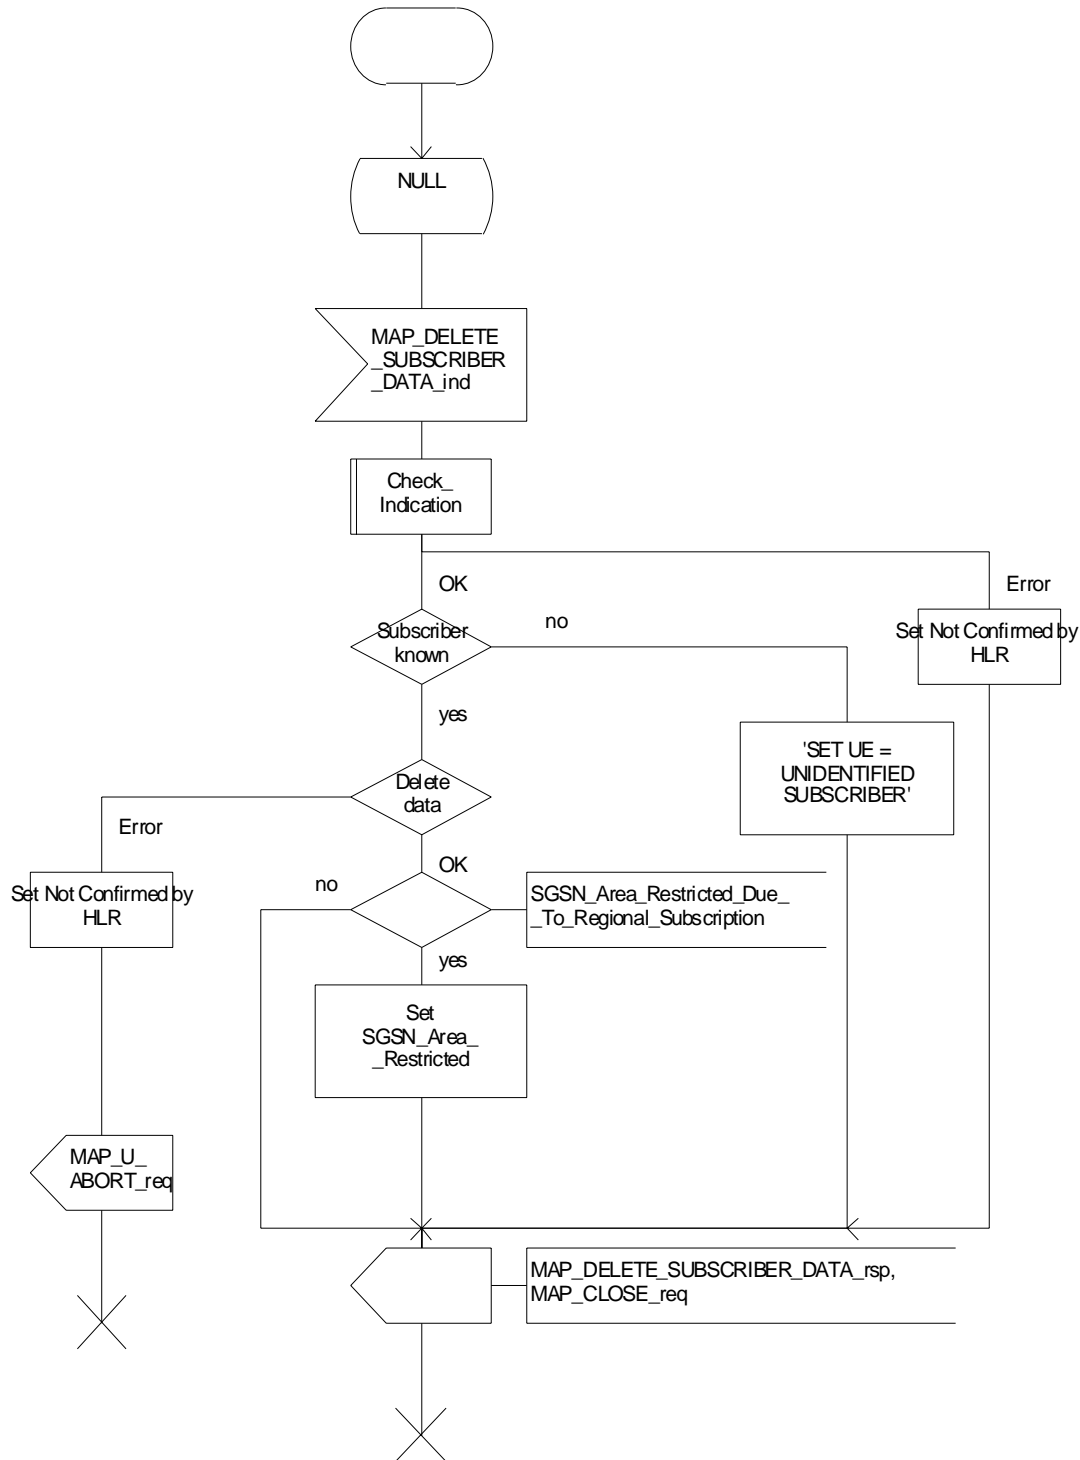 NULL
MAP_DELETE
_SUBSCRIBER
_DATA_ind
Check_
Indication
OK
Error
Subscriber
known
no
Set Not Confirmed by
HLR
yes
'SET UE =
UNIDENTIFIED
SUBSCRIBER'
Delete
data
Error
OK
no
Set Not Confirmed by
HLR
SGSN_Area_Restricted_Due_
_To_Regional_Subscription
yes
Set
SGSN_Area_
_Restricted
MAP_U_
ABORT_req
MAP_DELETE_SUBSCRIBER_DATA_rsp,
MAP_CLOSE_req